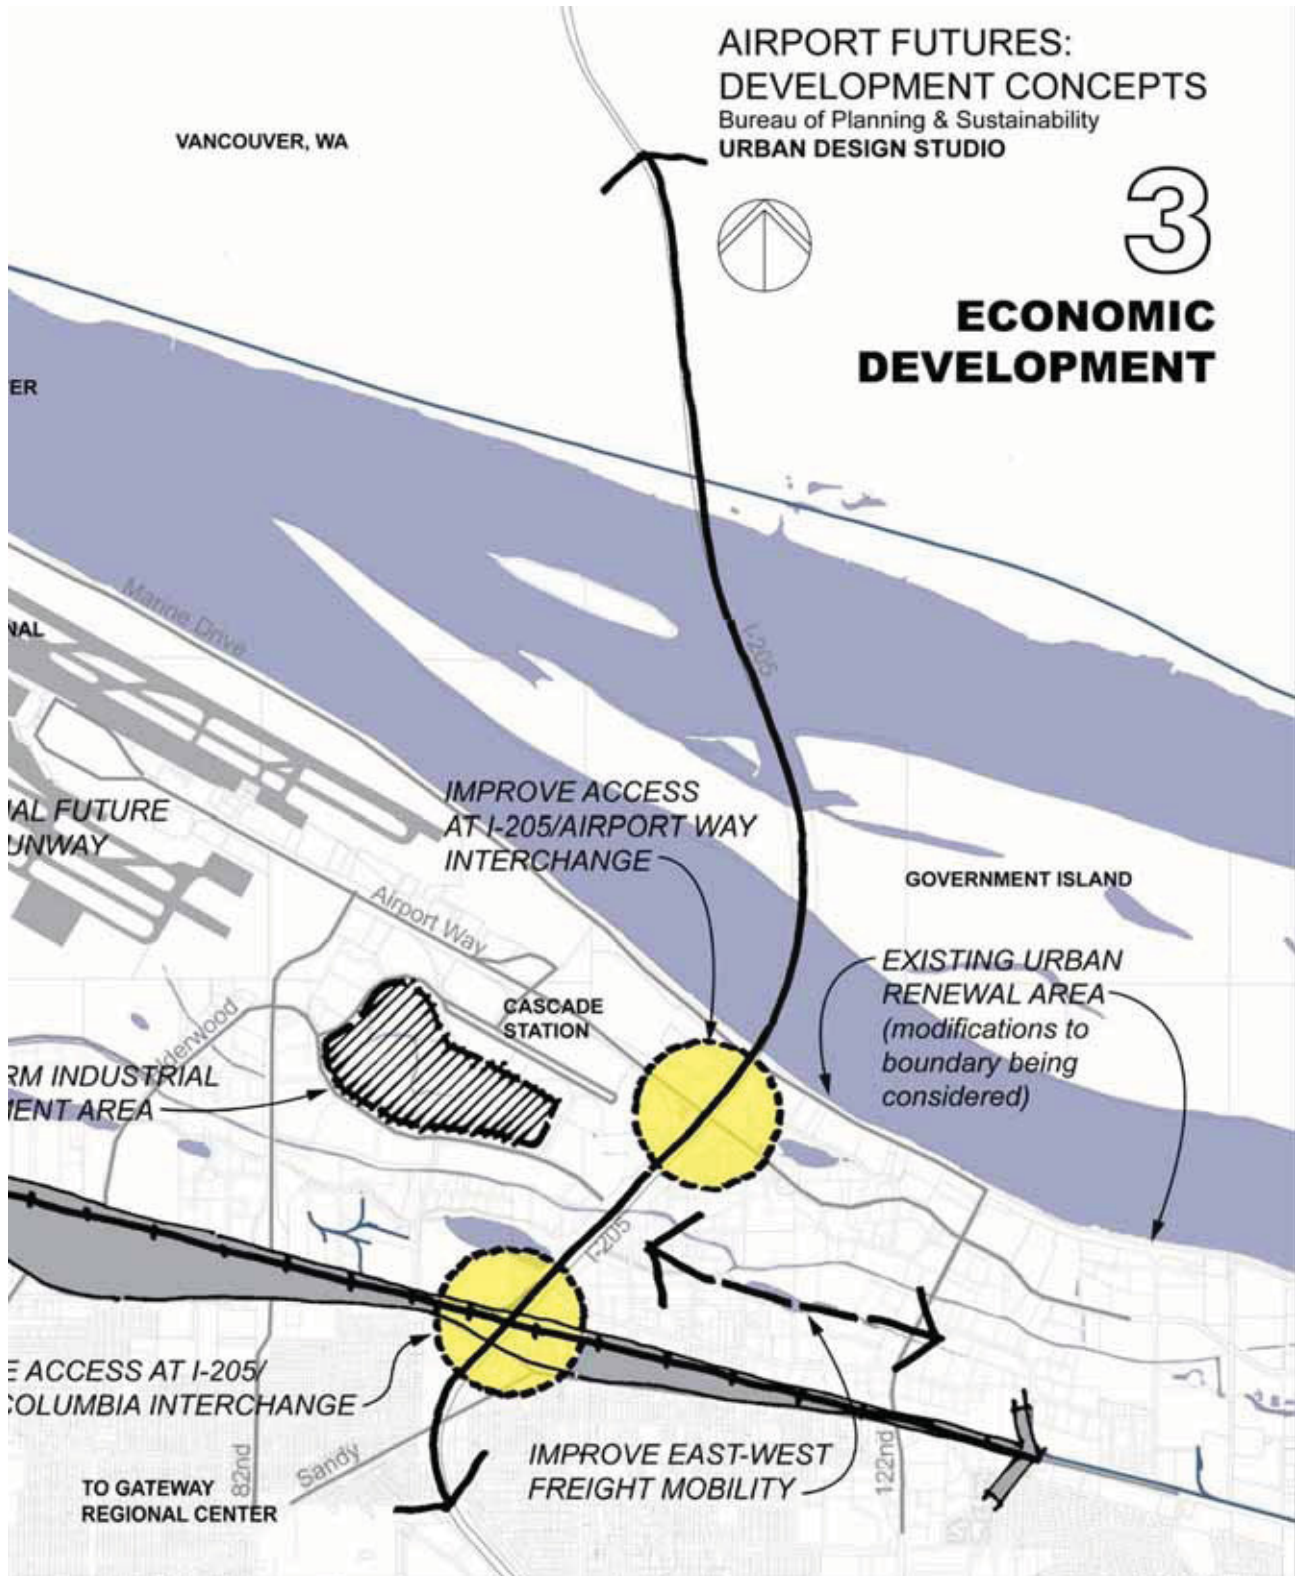 AIRPORT FUTURES:
DEVELOPMENT CONCEPTS
Bureau of Planning & Sustainability
URBAN DESIGN STUDIO
3
ECONOMIC
DEVELOPMENT
VANCOUVER, WA
ER
Marine Drive
NAL
I-205
IMPROVE ACCESS
AT I-205/AIRPORT WAY
INTERCHANGE
AL FUTURE
UNWAY
Airport Way
GOVERNMENT ISLAND
EXISTING URBAN
RENEWAL AREA
(modifications to
boundary being
considered)
CASCADE
STATION
Alderwood
RM INDUSTRIAL
MENT AREA
I-205
E ACCESS AT I-205/
COLUMBIA INTERCHANGE
IMPROVE EAST-WEST
FREIGHT MOBILITY
82nd
Sandy
122nd
TO GATEWAY
REGIONAL CENTER